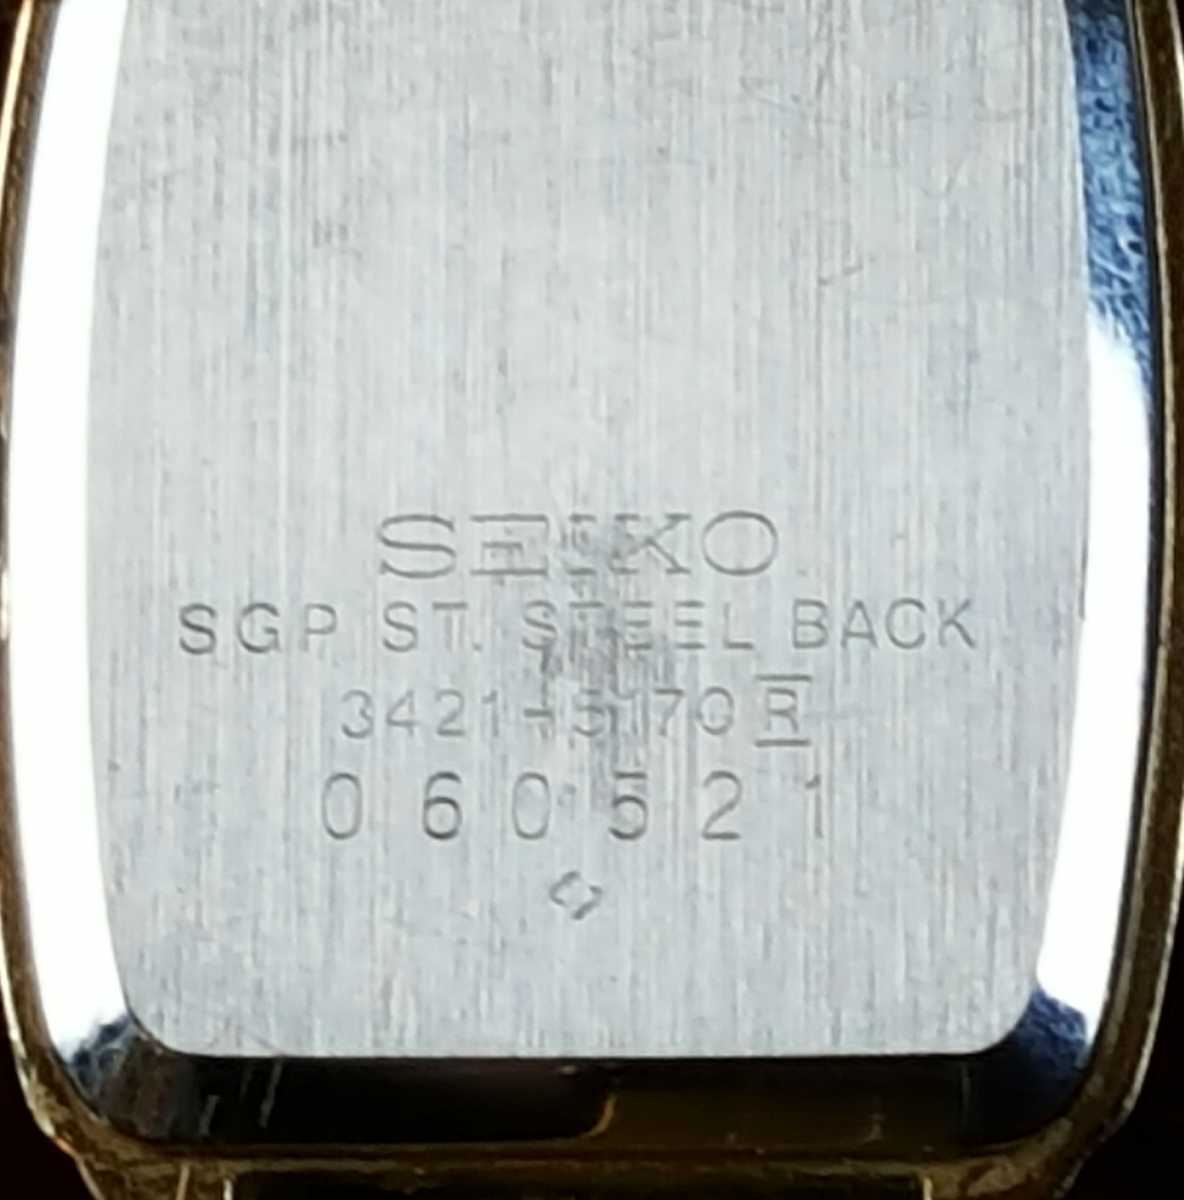 SEIKO
SGP ST. STEEL BACK
3421-5170 R
060521